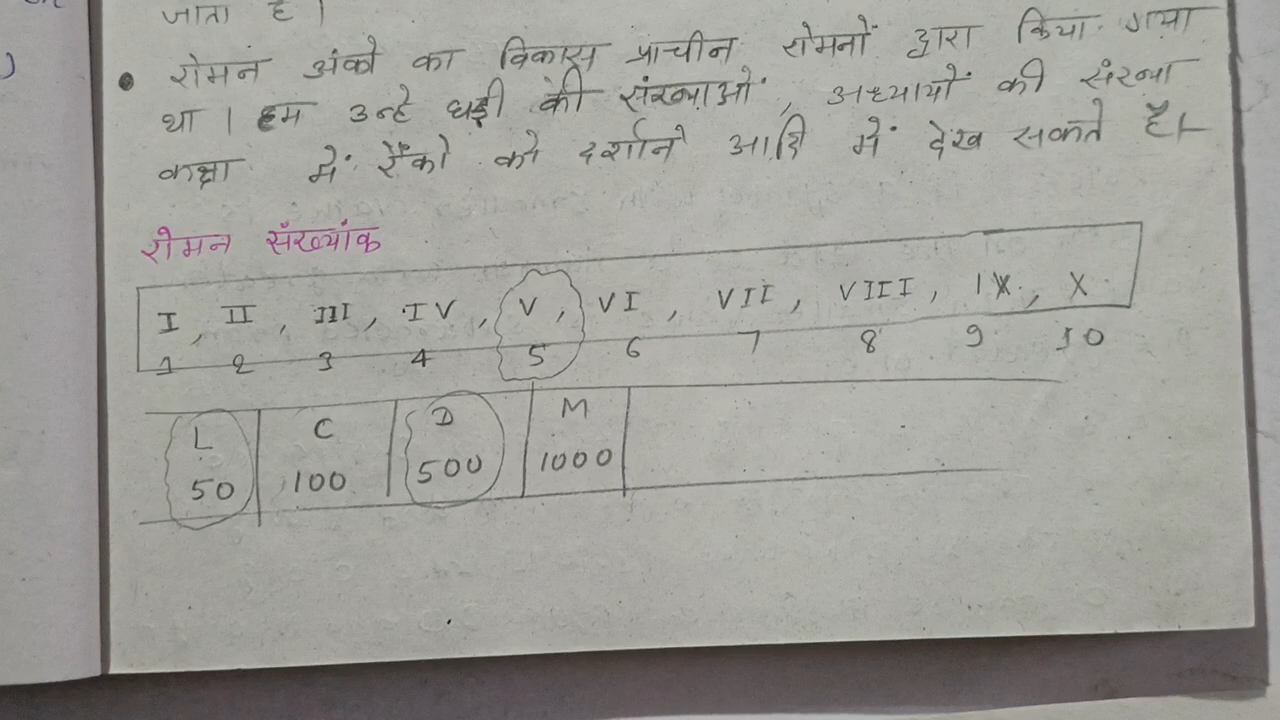 जाता है।
• रोमन अंको का विकास प्राचीन रोमनों द्वारा किया गया
था। हम उन्हे घड़ी की संख्याओं, अध्यायों की संख्या
कक्षा में रैंको को दर्शाने आदि में देख सकते हैं।
रोमन संख्यांक
I, II, III, IV, V, VI, VII, VIII, IX, X
1 2 3 4 5 6 7 8 9 10
L C D M
50 100 500 1000